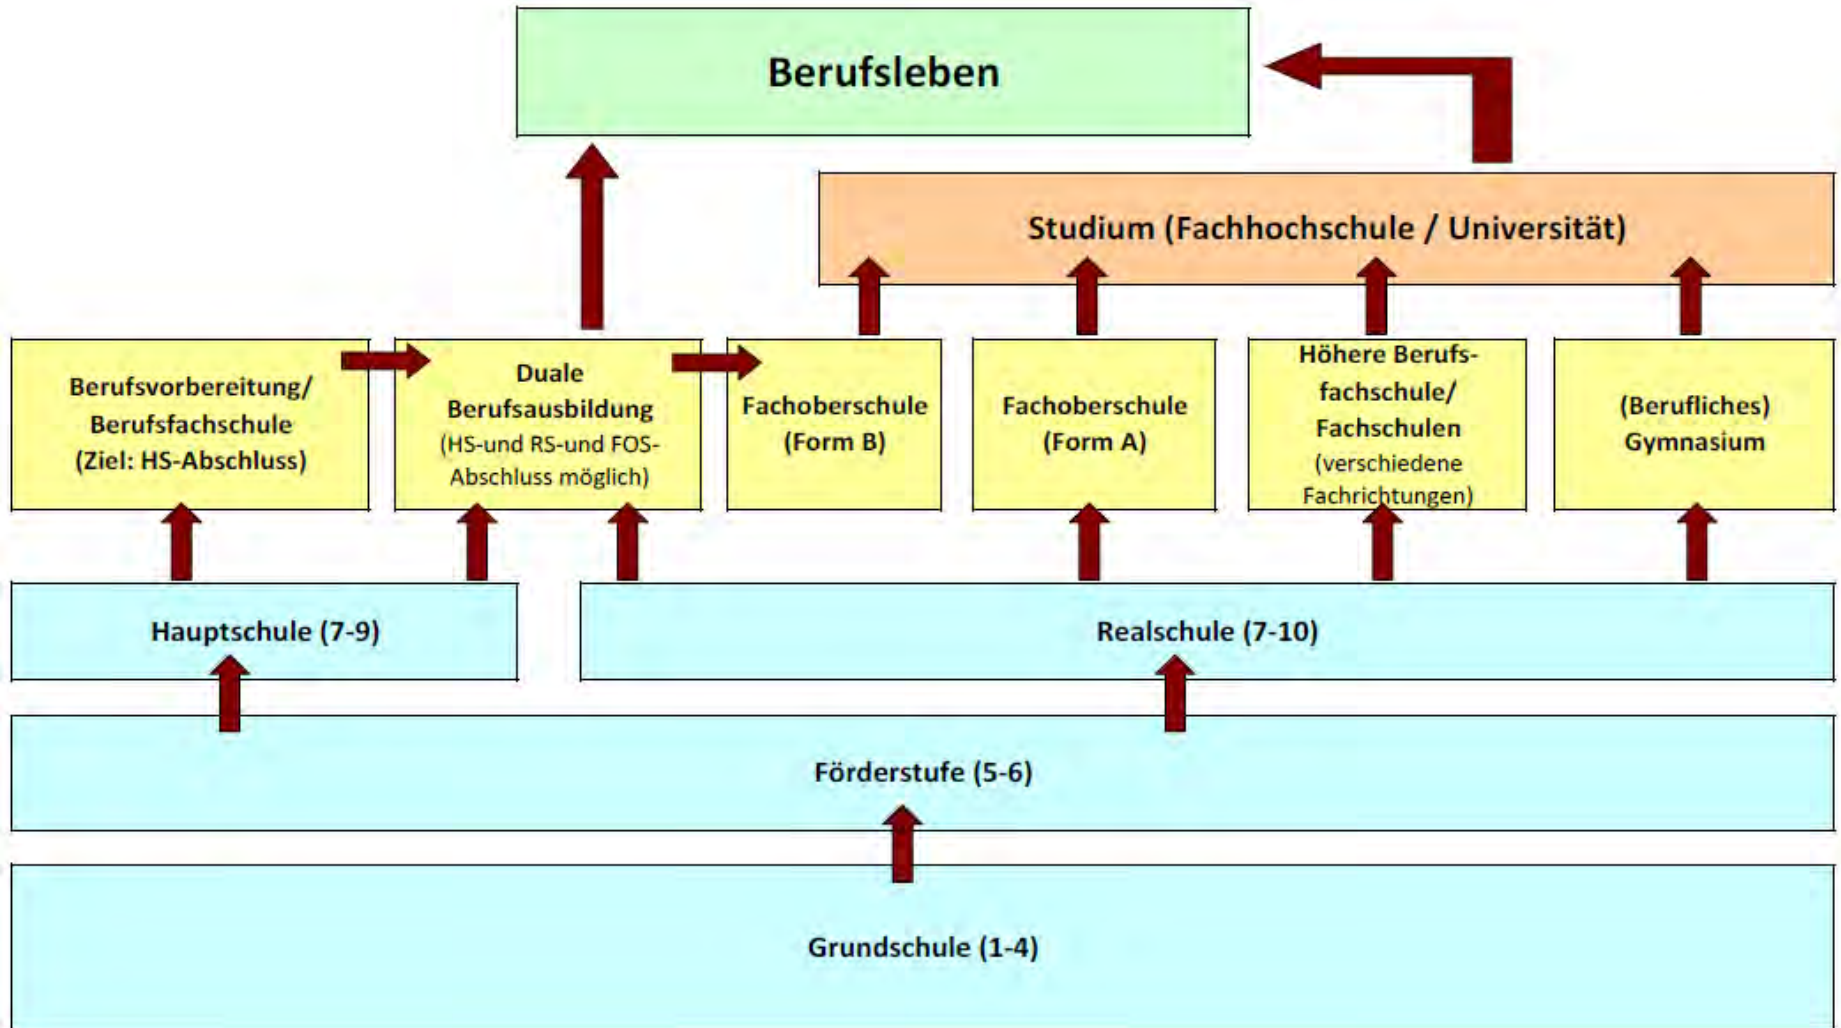 Berufsleben
Studium (Fachhochschule / Universität)
Berufsvorbereitung/
Berufsfachschule
(Ziel: HS-Abschluss)
Duale
Berufsausbildung
(HS-und RS-und FOS-
Abschluss möglich)
Fachoberschule
(Form B)
Fachoberschule
(Form A)
Höhere Berufs-
fachschule/
Fachschulen
(verschiedene
Fachrichtungen)
(Berufliches)
Gymnasium
Hauptschule (7-9)
Realschule (7-10)
Förderstufe (5-6)
Grundschule (1-4)